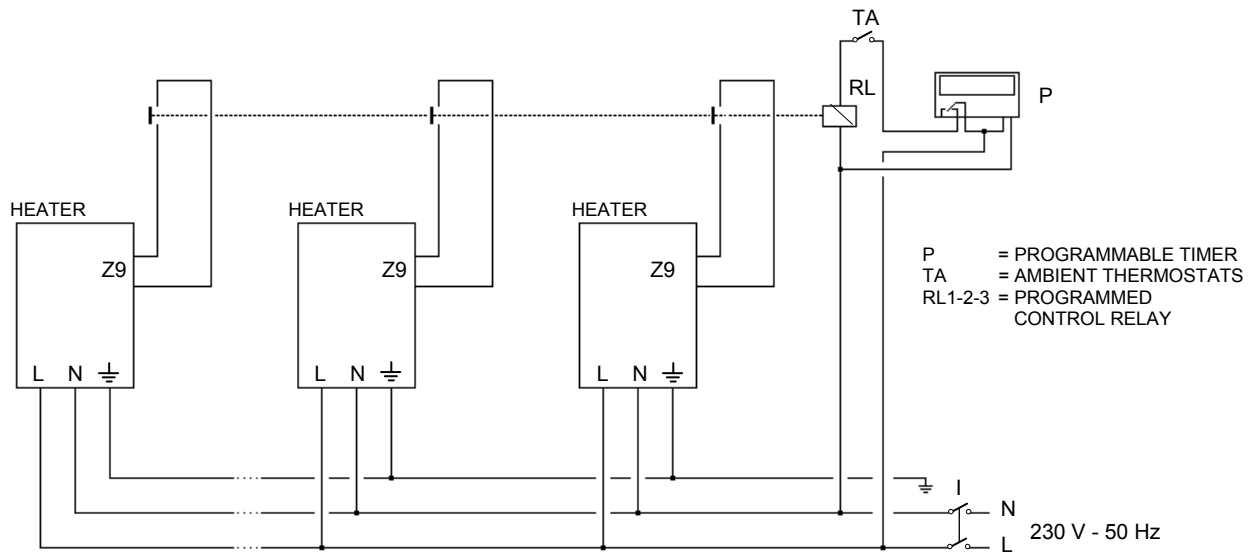 TA
RL
P
HEATER
HEATER
HEATER
Z9
Z9
Z9
P = PROGRAMMABLE TIMER
TA = AMBIENT THERMOSTATS
RL1-2-3 = PROGRAMMED
CONTROL RELAY
L N
L N
L N
I
N
230 V - 50 Hz
L